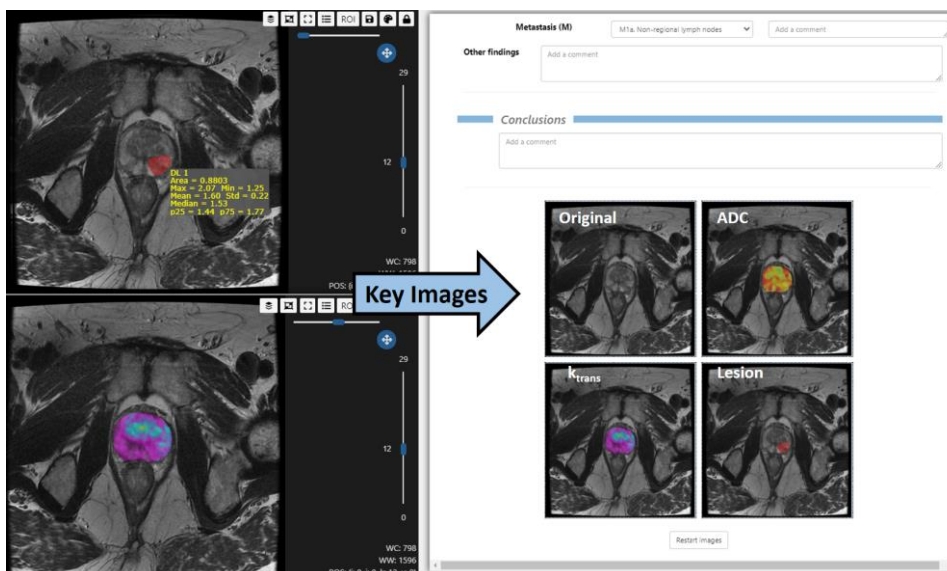 ROI
29
12
0
DL 1
Area = 0.8803
Max = 2.07 Min = 1.25
Mean = 1.60 Std = 0.22
Median = 1.53
p25 = 1.44 p75 = 1.77
WC: 798
WW: 1596
29
12
0
WC: 798
WW: 1596
Key Images
Metastasis (M)
M1a. Non-regional lymph nodes
Add a comment
Other findings
Add a comment
Conclusions
Add a comment
Original
ADC
ktrans
Lesion
Restart images